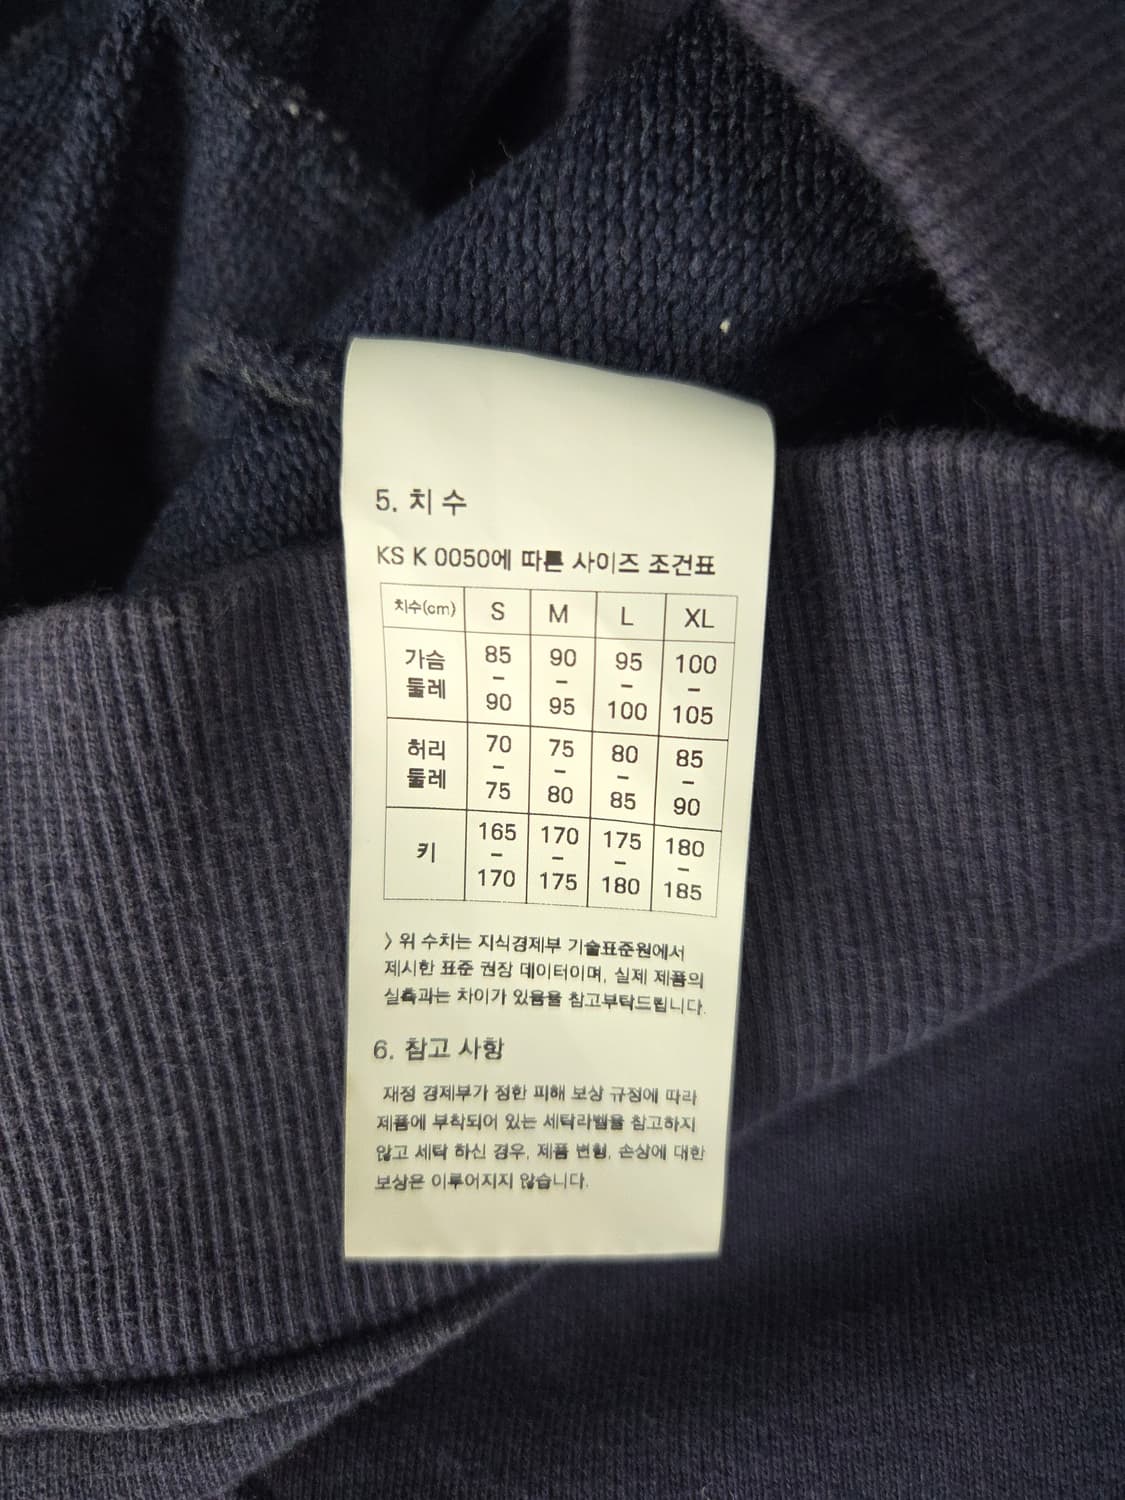 5. 치 수
KS K 0050에 따른 사이즈 조건표
치수(cm) S M L XL
가슴 둘레 85 - 90 90 - 95 95 - 100 100 - 105
허리 둘레 70 - 75 75 - 80 80 - 85 85 - 90
키 165 - 170 170 - 175 175 - 180 180 - 185
〉위 수치는 지식경제부 기술표준원에서
제시한 표준 권장 데이터이며, 실제 제품의
실측과는 차이가 있음을 참고부탁드립니다.
6. 참고 사항
재정 경제부가 정한 피해 보상 규정에 따라
제품에 부착되어 있는 세탁라벨을 참고하지
않고 세탁 하신 경우, 제품 변형, 손상에 대한
보상은 이루어지지 않습니다.